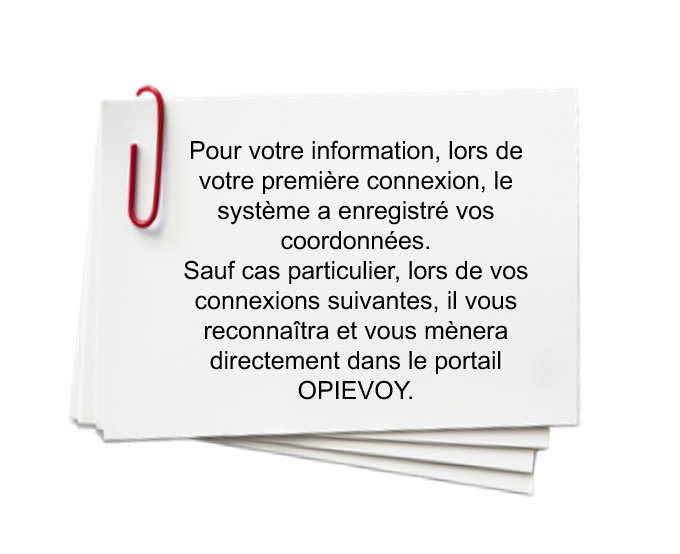 Pour votre information, lors de
votre première connexion, le
système a enregistré vos
coordonnées.
Sauf cas particulier, lors de vos
connexions suivantes, il vous
reconnaîtra et vous mènera
directement dans le portail
OPIEVOY.